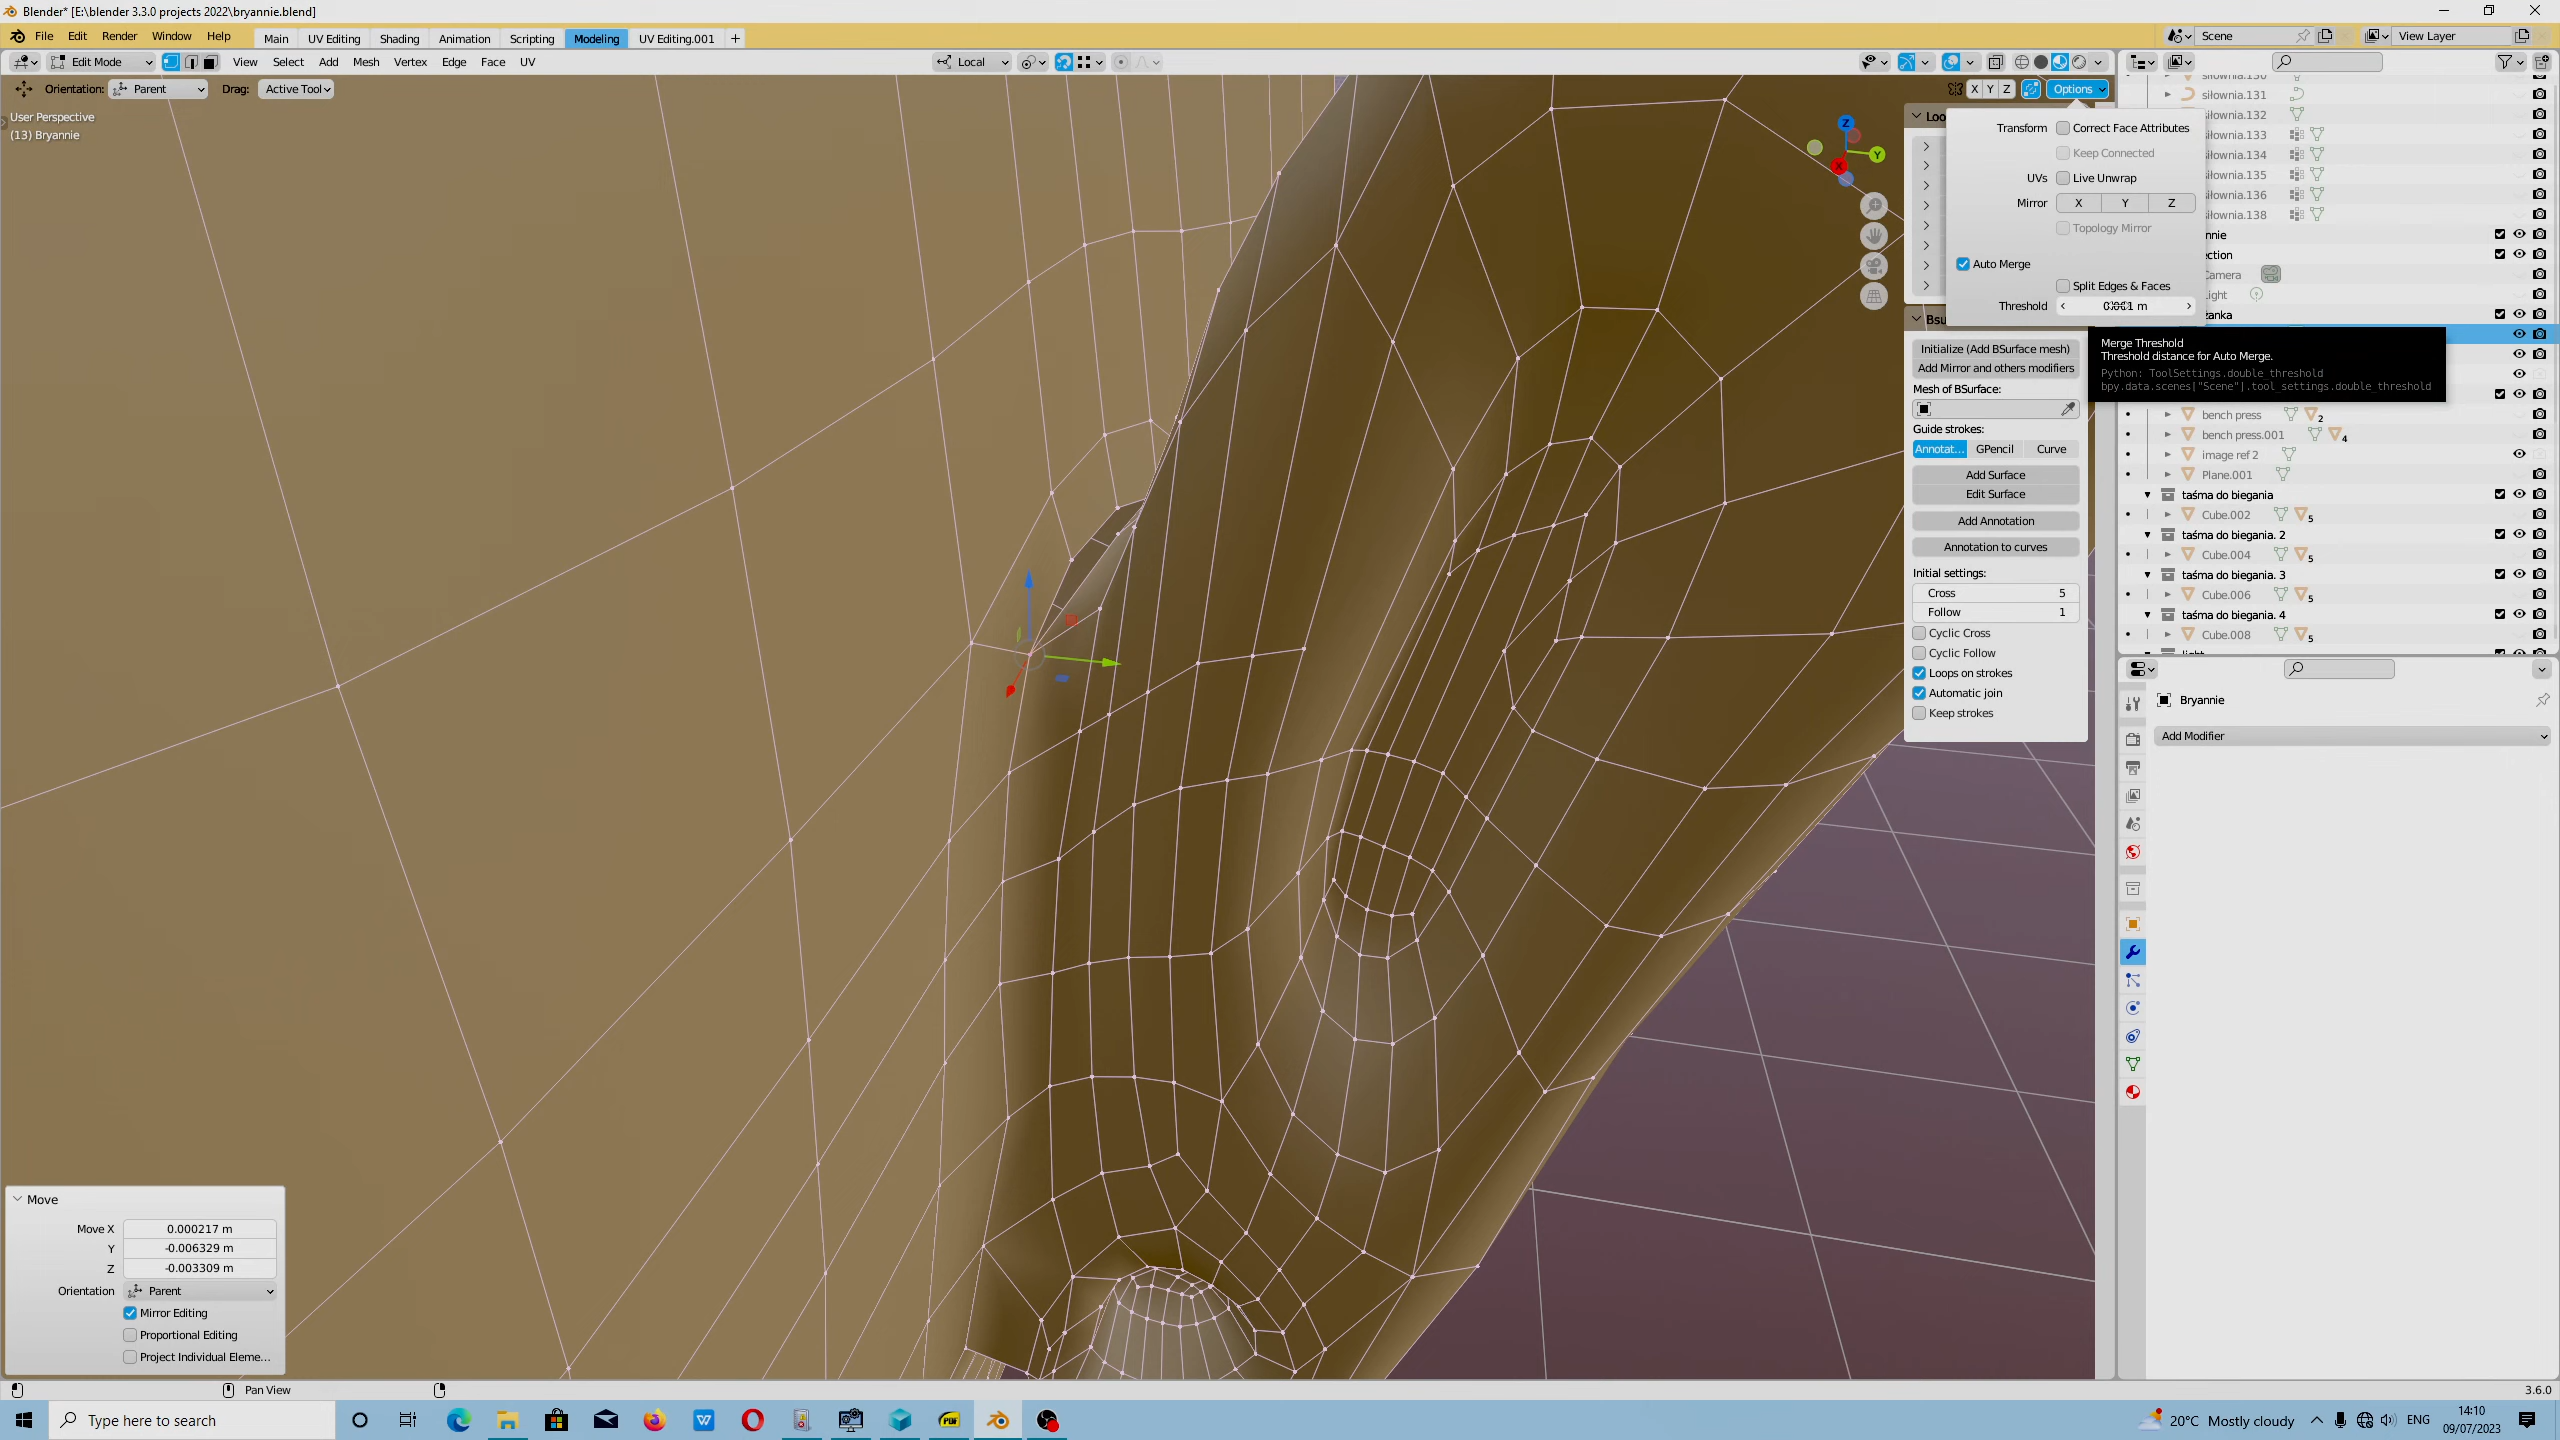 Blender* [E:\blender 3.3.0 projects 2022\bryannie.blend]
File Edit Render Window Help Main UV Editing Shading Animation Scripting Modeling UV Editing.001 + Scene View Layer
Edit Mode View Select Add Mesh Vertex Edge Face UV Local
Orientation: Parent Drag: Active Tool X Y Z Options
User Perspective
(13) Bryannie
Z
Y
X
Transform Correct Face Attributes
Keep Connected
UVs Live Unwrap
Mirror X Y Z
Topology Mirror
Auto Merge
Split Edges & Faces
Threshold
Merge Threshold
Threshold distance for Auto Merge.
Python: ToolSettings.double_threshold
bpy.data.scenes["Scene"].tool_settings.double_threshold
Initialize (Add BSurface mesh)
Add Mirror and others modifiers
Mesh of BSurface:
Guide strokes:
Annotat... GPencil Curve
Add Surface
Edit Surface
Add Annotation
Annotation to curves
Initial settings:
Cross 5
Follow 1
Cyclic Cross
Cyclic Follow
Loops on strokes
Automatic join
Keep strokes
siłownia.131
siłownia.132
siłownia.133
siłownia.134
siłownia.135
siłownia.136
siłownia.138
nnie
ection
Camera
ight
żanka
bench press 2
bench press.001 4
image ref 2
Plane.001
taśma do biegania
Cube.002 5
taśma do biegania. 2
Cube.004 5
taśma do biegania. 3
Cube.006 5
taśma do biegania. 4
Cube.008 5
Bryannie
Add Modifier
Move
Move X 0.000217 m
Y -0.006329 m
Z -0.003309 m
Orientation Parent
Mirror Editing
Proportional Editing
Project Individual Eleme...
Pan View
3.6.0
Type here to search
20°C Mostly cloudy ENG
14:10
09/07/2023